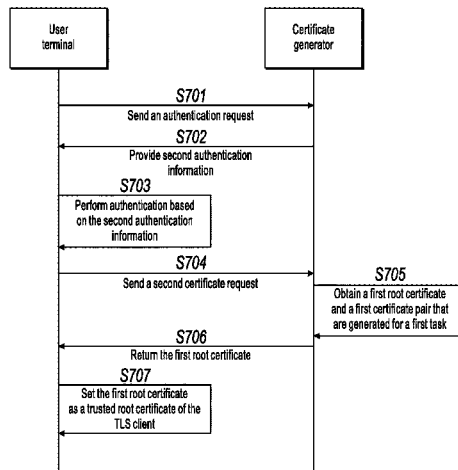 User
terminal
Certificate
generator
S701
Send an authentication request
S702
Provide second authentication
information
S703
Perform authentication based
on the second authentication
information
S704
Send a second certificate request
S705
Obtain a first root certificate
and a first certificate pair that
are generated for a first task
S706
Return the first root certificate
S707
Set the first root certificate
as a trusted root certificate of the
TLS client